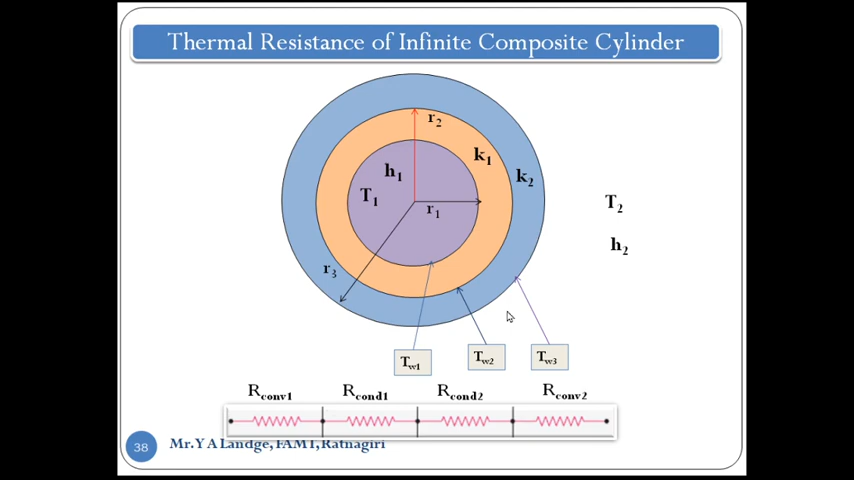 Thermal Resistance of Infinite Composite Cylinder
r2
k1
h1
k2
T1
T2
r1
h2
r3
Tw1
Tw2
Tw3
Rconv1 Rcond1 Rcond2 Rconv2
38
Mr.Y A Landge,FAMT,Ratnagiri